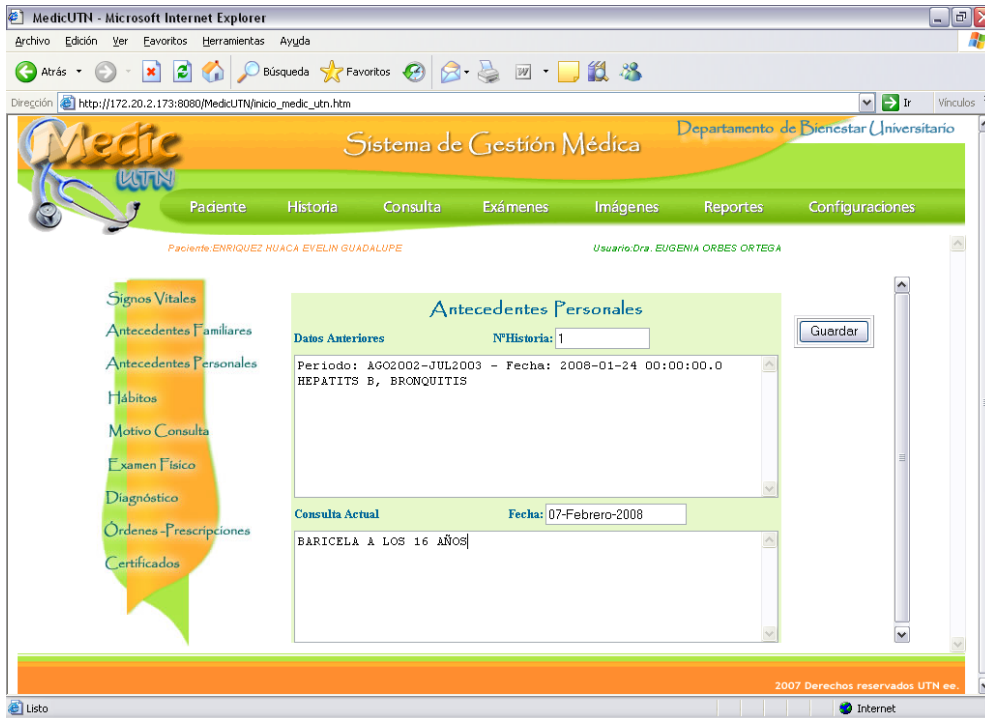 MedicUTN - Microsoft Internet Explorer
Archivo Edición Ver Favoritos Herramientas Ayuda
Atrás Búsqueda Favoritos
Dirección http://172.20.2.173:8080/MedicUTN/inicio_medic_utn.htm Ir Vínculos
Departamento de Bienestar Universitario
Medic
UTN
Sistema de Gestión Médica
Paciente Historia Consulta Exámenes Imágenes Reportes Configuraciones
Paciente:ENRIQUEZ HUACA EVELIN GUADALUPE Usuario:Dra. EUGENIA ORBES ORTEGA
Signos Vitales
Antecedentes Familiares
Antecedentes Personales
Hábitos
Motivo Consulta
Examen Físico
Diagnóstico
Órdenes-Prescripciones
Certificados
Antecedentes Personales
Datos Anteriores NºHistoria: 1
Periodo: AGO2002-JUL2003 - Fecha: 2008-01-24 00:00:00.0
HEPATITS B, BRONQUITIS
Consulta Actual Fecha: 07-Febrero-2008
BARICELA A LOS 16 AÑOS
Guardar
2007 Derechos reservados UTN ee.
Listo Internet